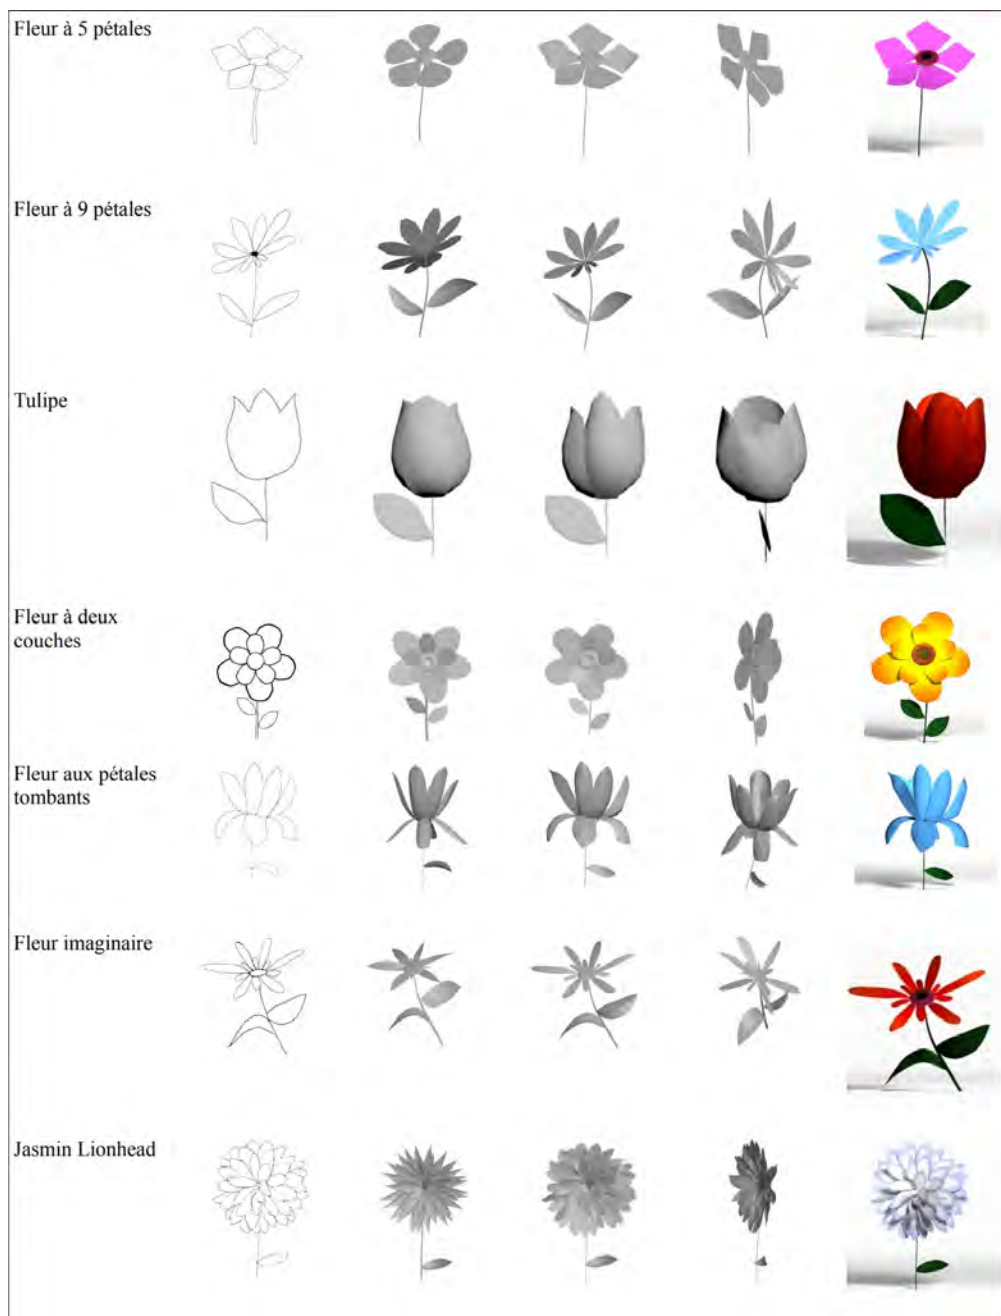 Fleur à 5 pétales
Fleur à 9 pétales
Tulipe
Fleur à deux
couches
Fleur aux pétales
tombants
Fleur imaginaire
Jasmin Lionhead